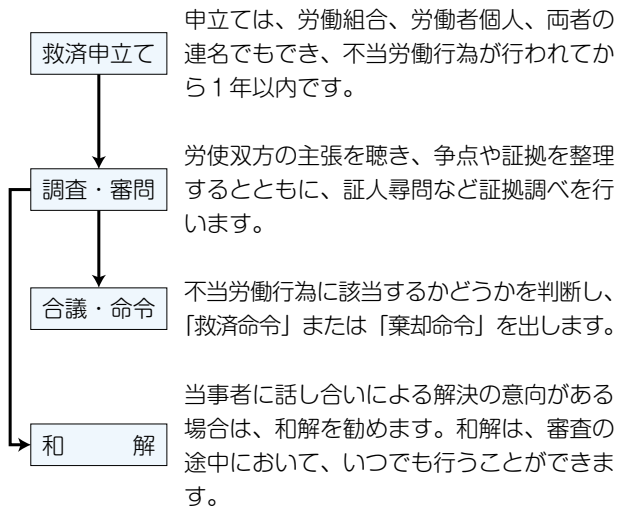 救済申立て
申立ては、労働組合、労働者個人、両者の
連名でもでき、不当労働行為が行われてか
ら1年以内です。
調査・審問
労使双方の主張を聴き、争点や証拠を整理
するとともに、証人尋問など証拠調べを行
います。
合議・命令
不当労働行為に該当するかどうかを判断し、
「救済命令」または「棄却命令」を出します。
和　　解
当事者に話し合いによる解決の意向がある
場合は、和解を勧めます。和解は、審査の
途中において、いつでも行うことができま
す。